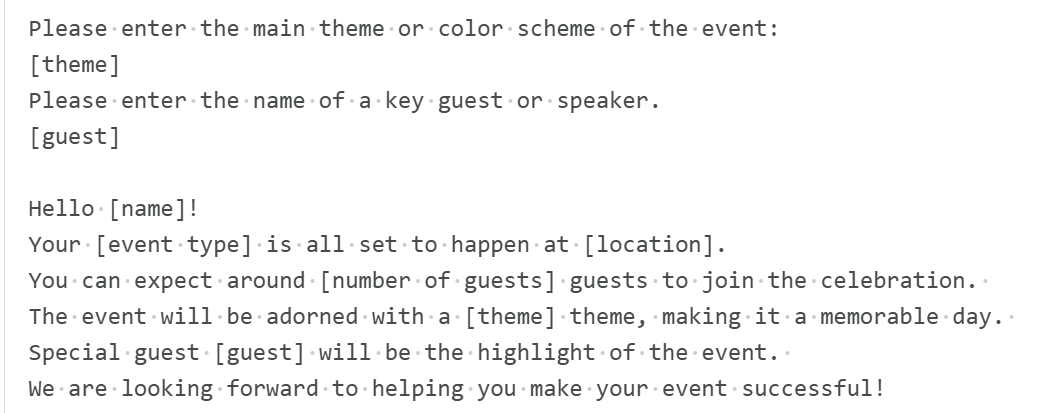 Please enter the main theme or color scheme of the event:
[theme]
Please enter the name of a key guest or speaker.
[guest]

Hello [name]!
Your [event type] is all set to happen at [location].
You can expect around [number of guests] guests to join the celebration.
The event will be adorned with a [theme] theme, making it a memorable day.
Special guest [guest] will be the highlight of the event.
We are looking forward to helping you make your event successful!